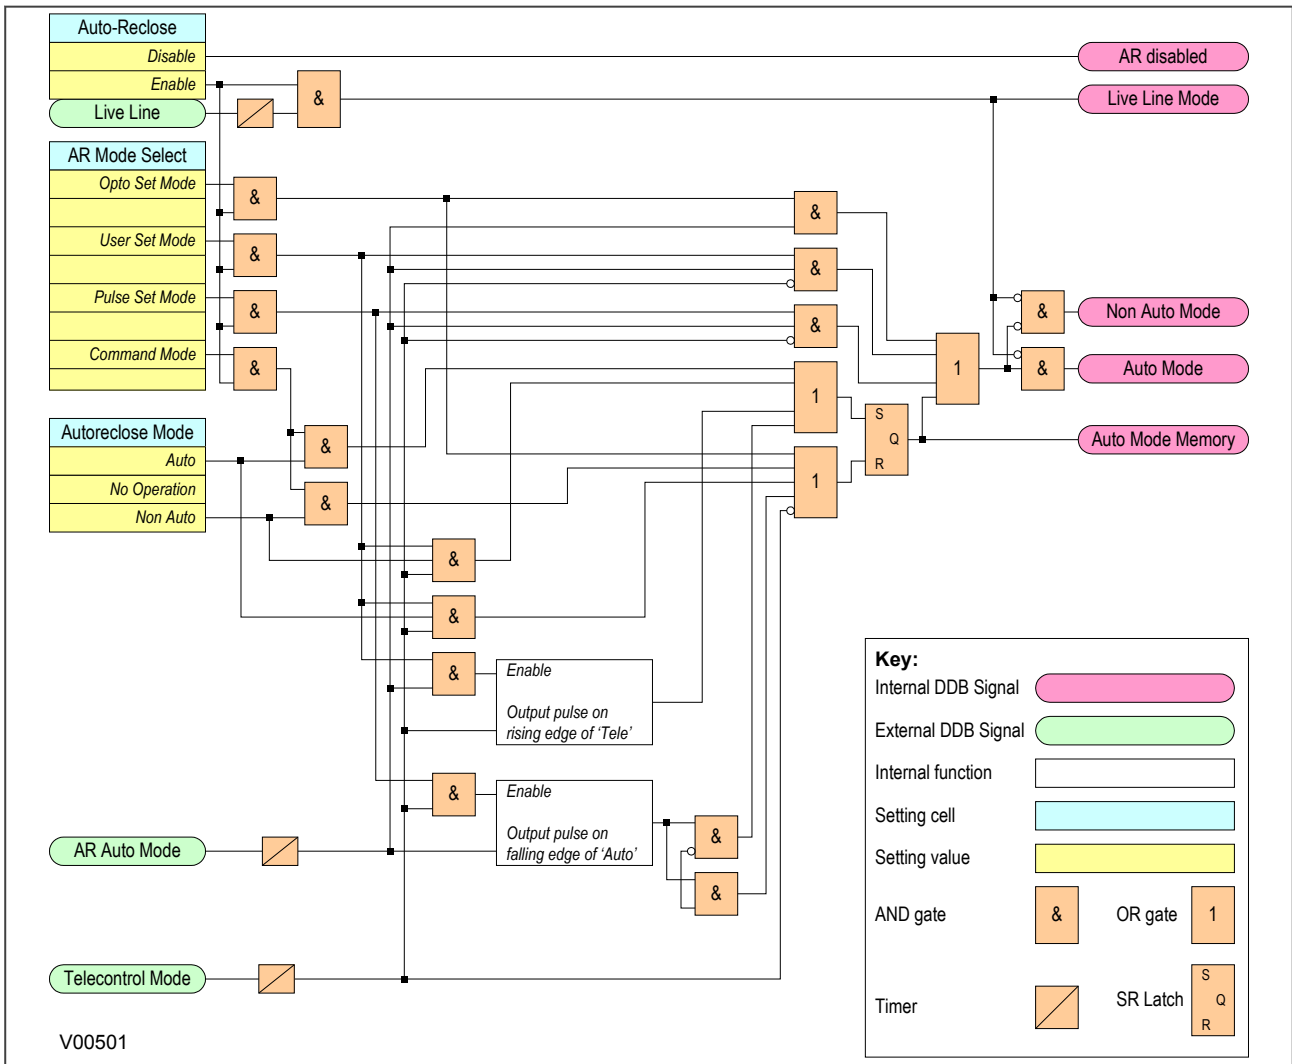 Auto-Reclose
Disable
Enable
Live Line
&
AR disabled
Live Line Mode
AR Mode Select
Opto Set Mode
User Set Mode
Pulse Set Mode
Command Mode
&
&
&
&
&
&
&
Autoreclose Mode
Auto
No Operation
Non Auto
&
&
1
1
S
Q
R
1
&
&
Non Auto Mode
Auto Mode
Auto Mode Memory
&
&
&
Enable
Output pulse on
rising edge of 'Tele'
&
Enable
Output pulse on
falling edge of 'Auto'
&
&
AR Auto Mode
Telecontrol Mode
V00501
Key:
Internal DDB Signal
External DDB Signal
Internal function
Setting cell
Setting value
AND gate
&
OR gate
1
Timer
SR Latch
S
Q
R